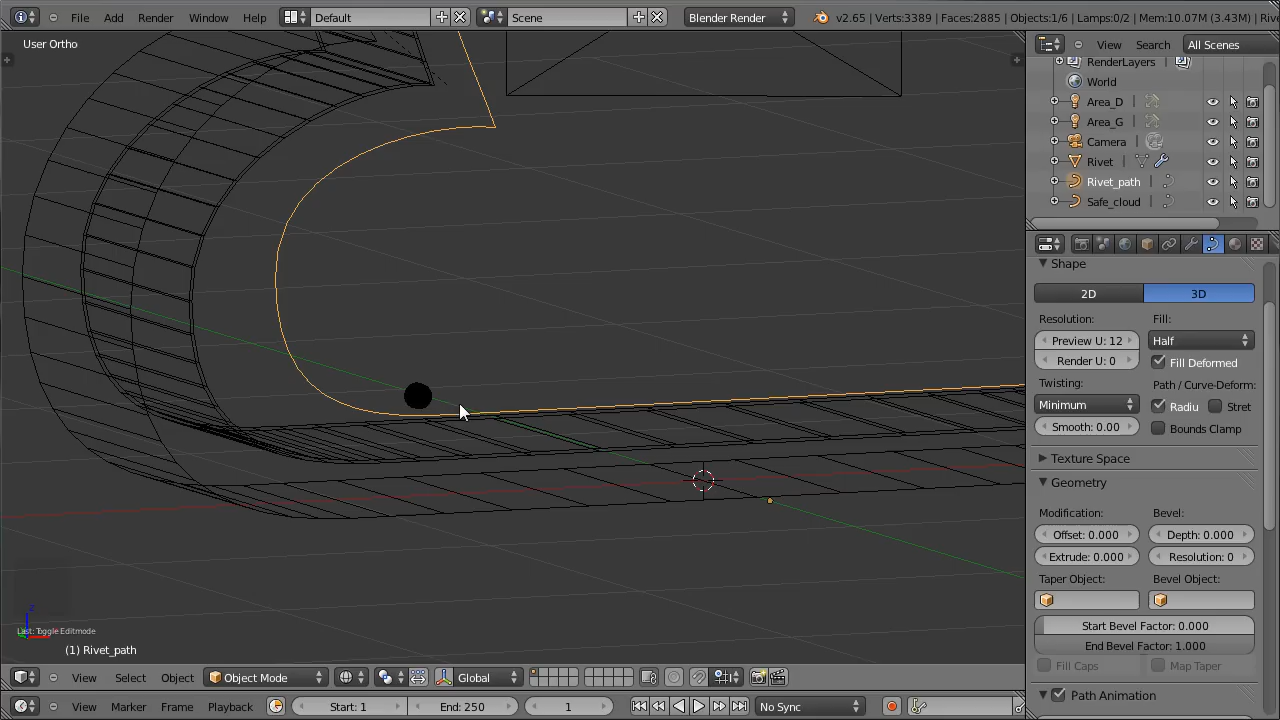 File Add Render Window Help Default Scene Blender Render v2.65 | Verts:3389 | Faces:2885 | Objects:1/6 | Lamps:0/2 | Mem:10.07M (3.43M) | Rive
User Ortho
View Search All Scenes
RenderLayers
World
Area_D
Area_G
Camera
Rivet
Rivet_path
Safe_cloud
Shape
2D 3D
Resolution: Fill:
Preview U: 12 Half
Render U: 0 Fill Deformed
Twisting: Path / Curve-Deform:
Minimum Radiu Stret
Smooth: 0.00 Bounds Clamp
Texture Space
Geometry
Modification: Bevel:
Offset: 0.000 Depth: 0.000
Extrude: 0.000 Resolution: 0
Taper Object: Bevel Object:
Start Bevel Factor: 0.000
End Bevel Factor: 1.000
Fill Caps Map Taper
Path Animation
z
Last: Toggle Editmode
(1) Rivet_path
View Select Object Object Mode Global
View Marker Frame Playback Start: 1 End: 250 1 No Sync